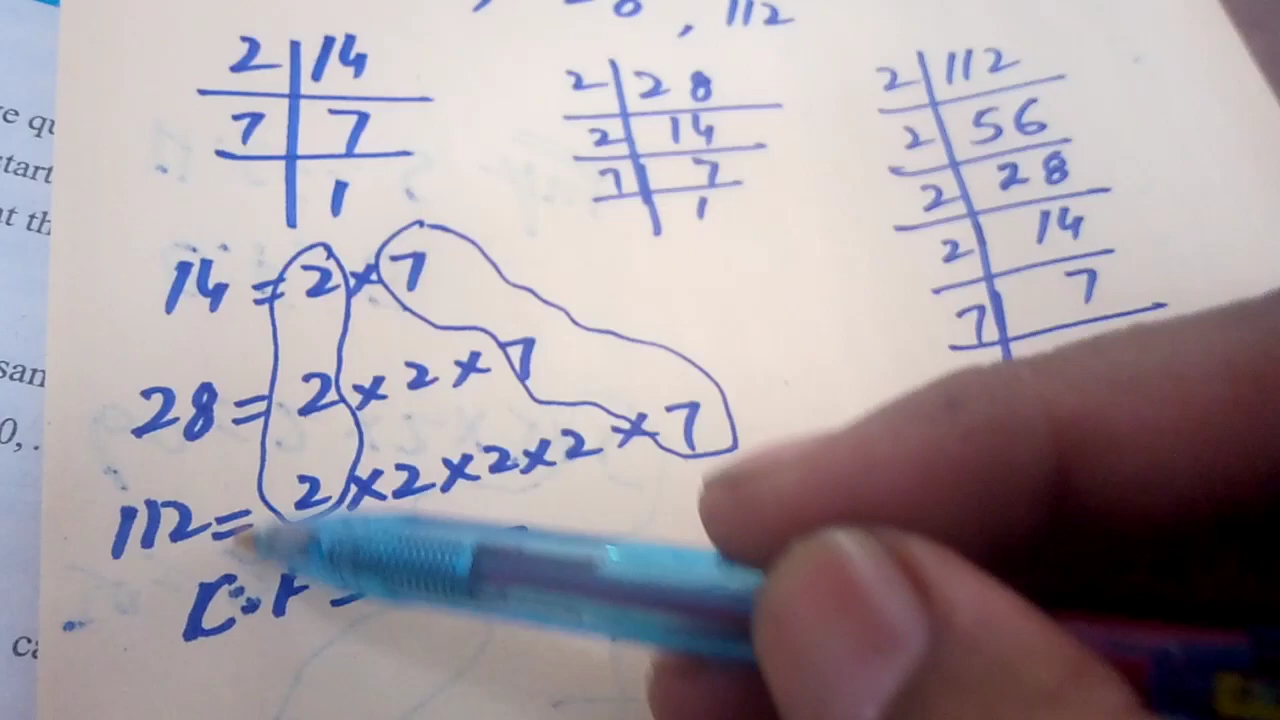 , 28, 112
2 | 14
7 | 7
1
2 | 28
2 | 14
7 | 7
1
2 | 112
2 | 56
2 | 28
2 | 14
7 | 7
14 = 2 × 7
28 = 2 × 2 × 7
112 = 2 × 2 × 2 × 2 × 7
C.F =